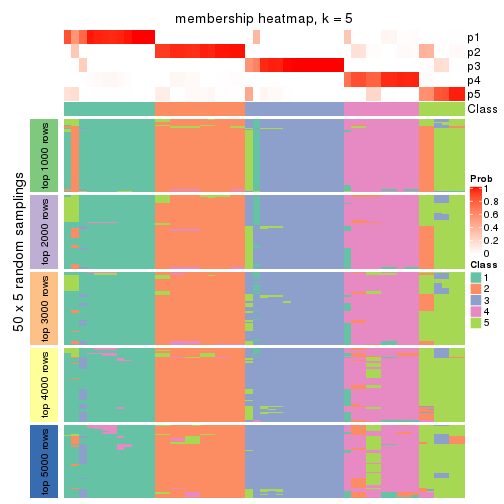 membership heatmap, k = 5
p1
p2
p3
p4
p5
Class
50 x 5 random samplings
top 1000 rows
top 2000 rows
top 3000 rows
top 4000 rows
top 5000 rows
Prob
1
0.8
0.6
0.4
0.2
0
Class
1
2
3
4
5